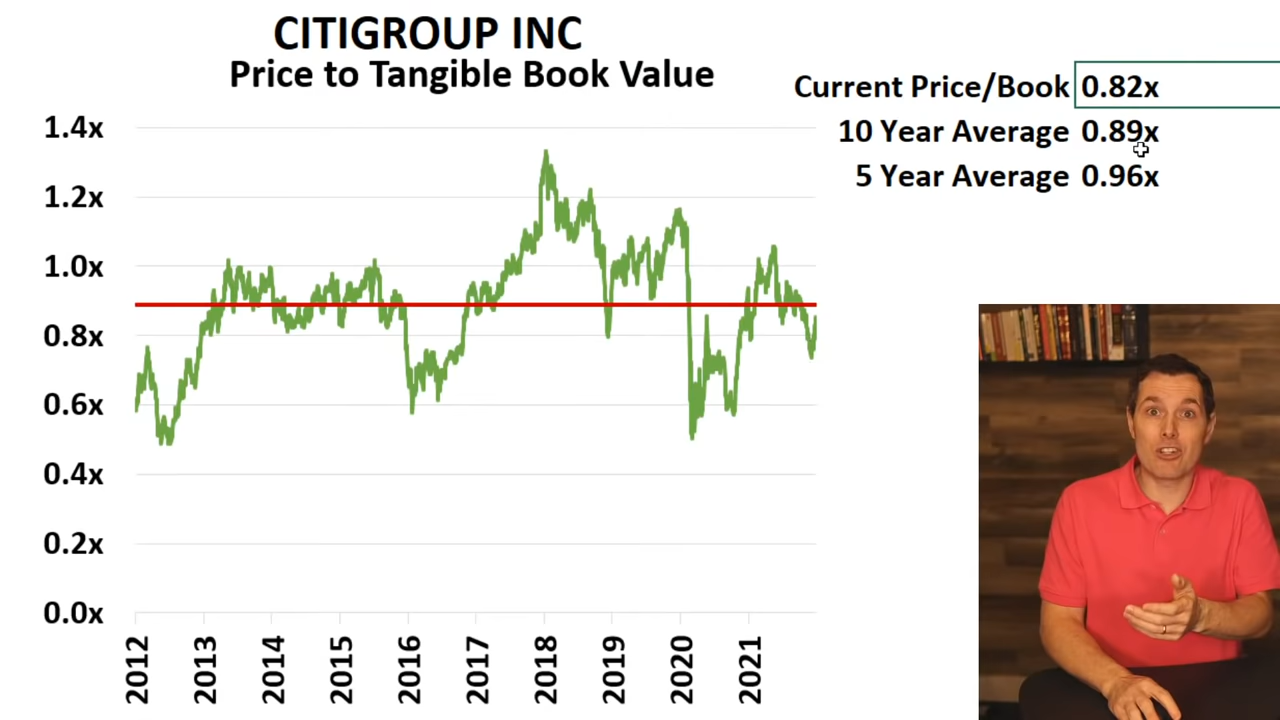 CITIGROUP INC
Price to Tangible Book Value
Current Price/Book 0.82x
10 Year Average 0.89x
5 Year Average 0.96x
1.4x
1.2x
1.0x
0.8x
0.6x
0.4x
0.2x
0.0x
2012
2013
2014
2015
2016
2017
2018
2019
2020
2021